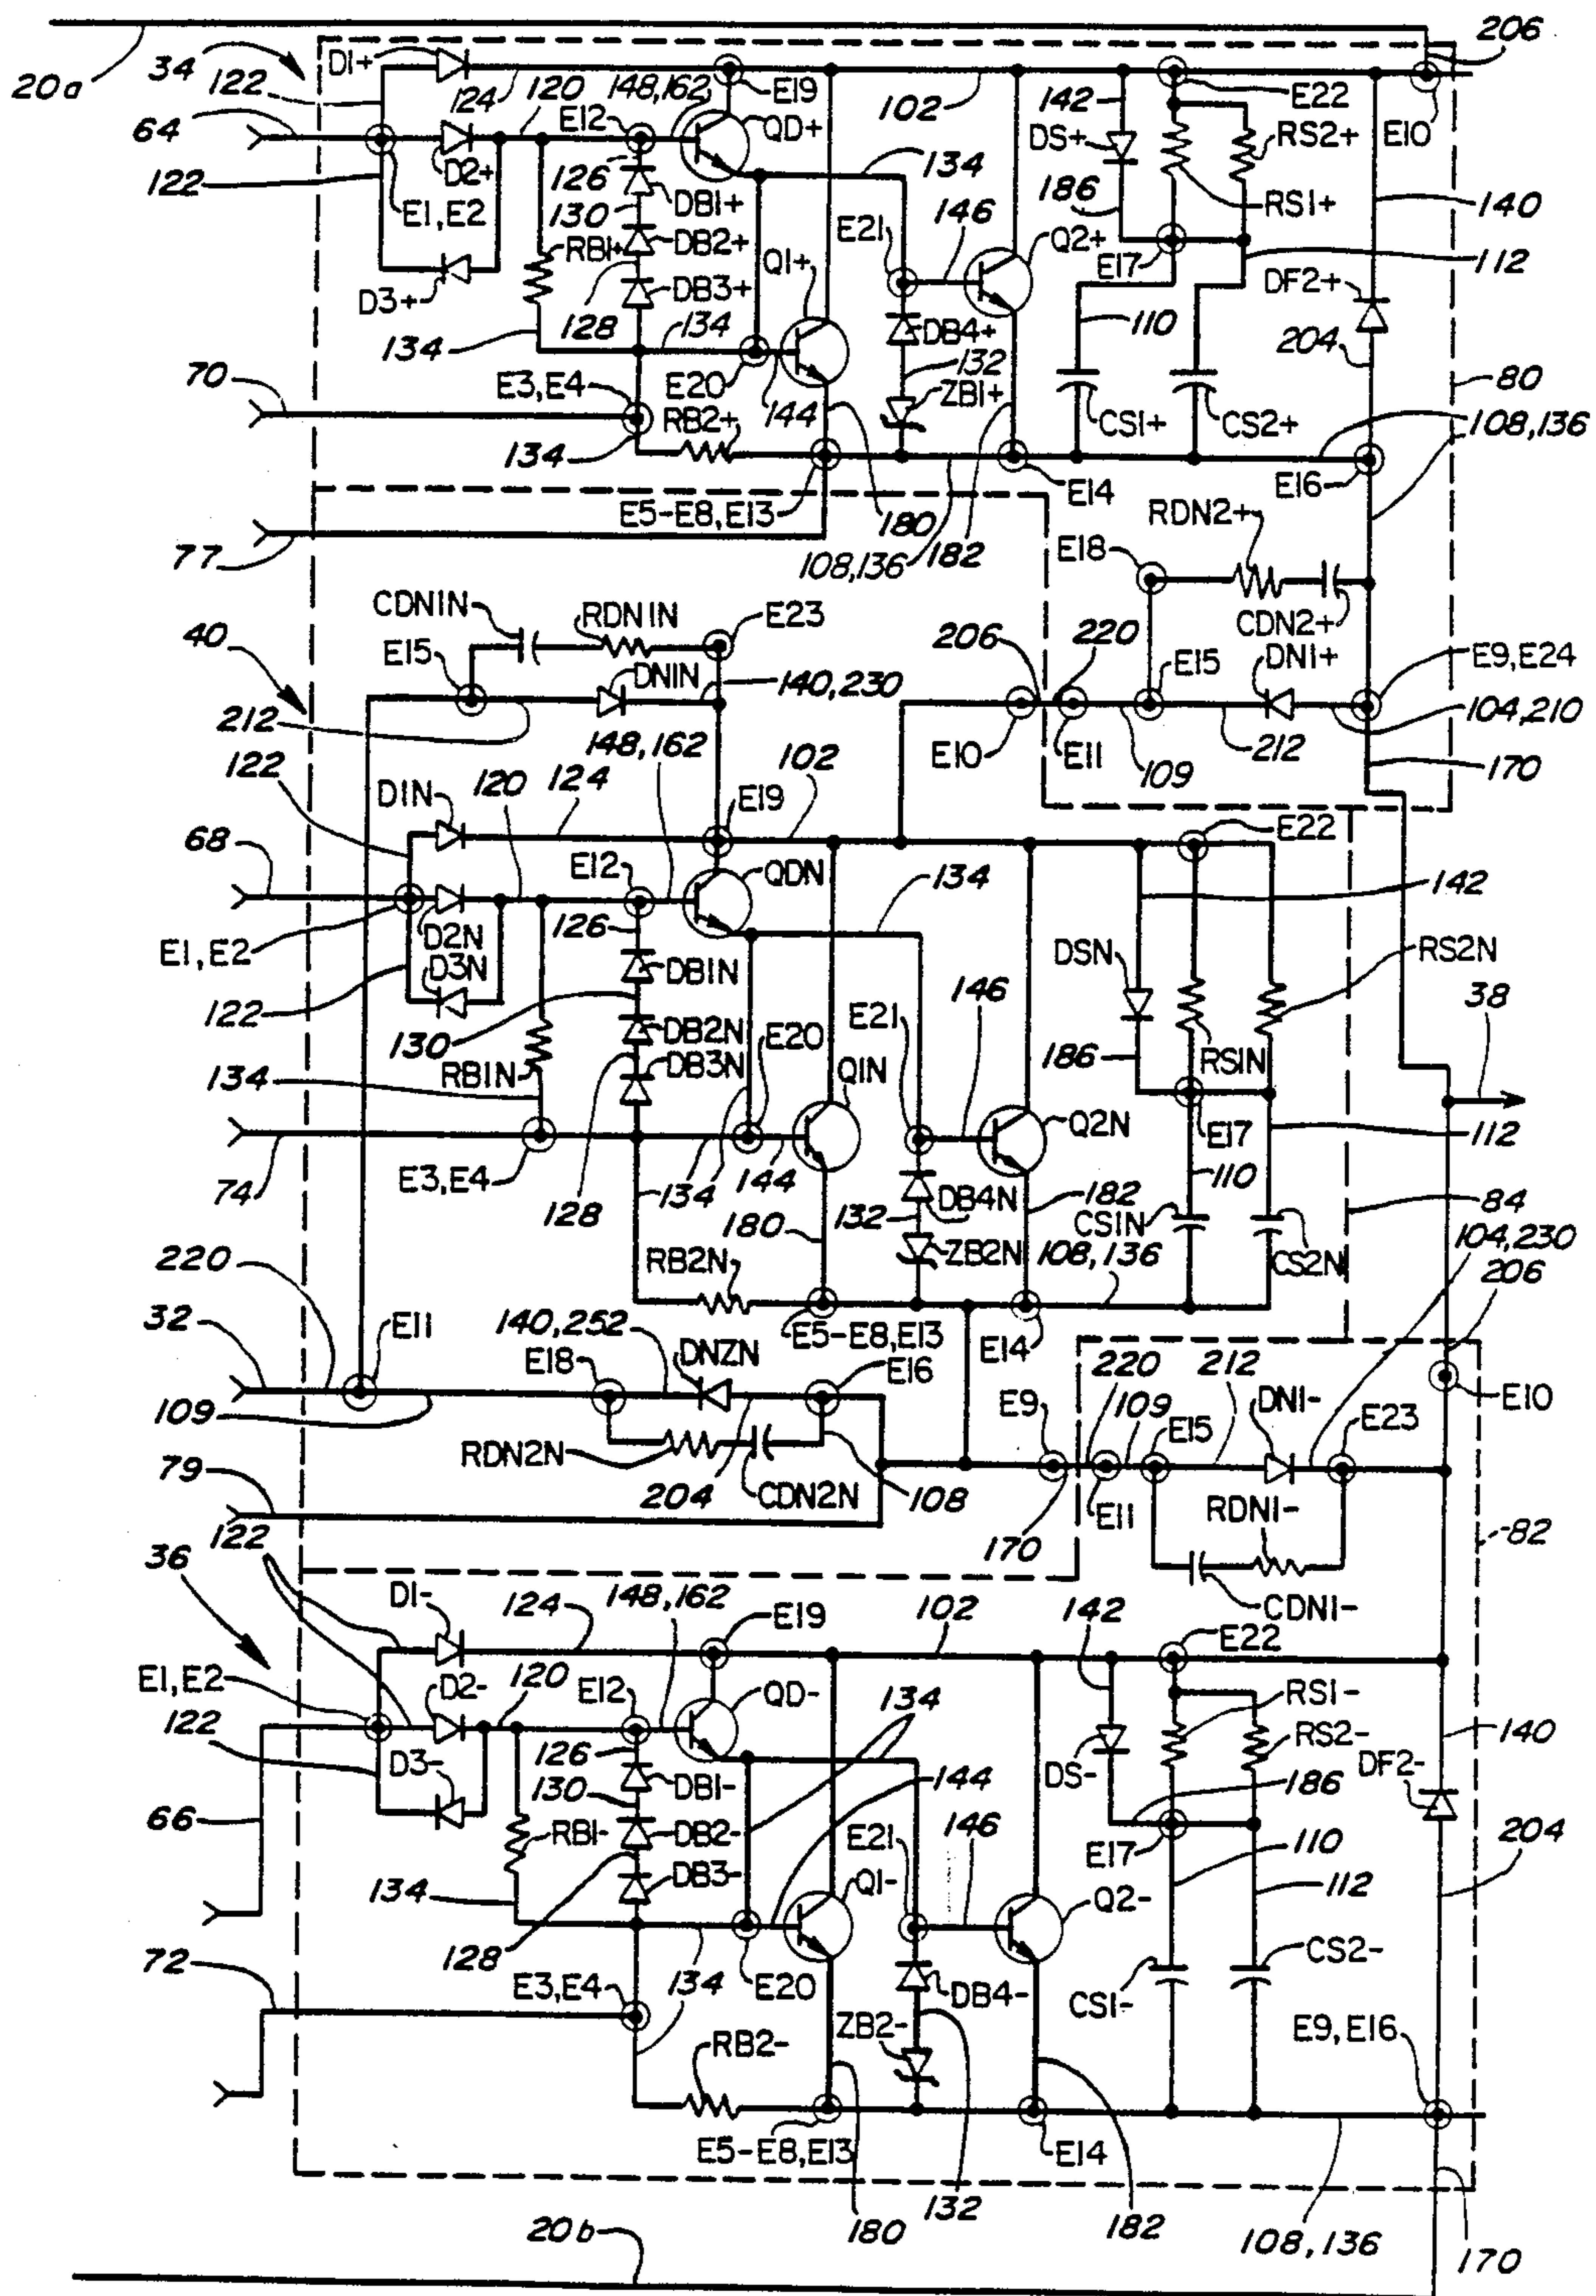 206
34
D1+
20a
122
124
120
148,162
E19
102
142
E22
64
E12
QD+
DS+
RS2+
E10
D2+
126
134
122
E1,E2
DB1+
186
RS1+
140
130
E21
146
RB1+
DB2+
Q1+
Q2+
E17
112
D3+
DB3+
DF2+
128
134
DB4+
110
134
132
204
70
E3,E4
E20
ZB1+
80
144
CS1+
CS2+
RB2+
108,136
134
E14
E16
E5-E8,E13
180
RDN2+
77
108,136
182
E18
CDN1N
RDN1N
E23
CDN2+
40
E15
206
220
DN1N
E15
DN1+
E9,E24
140,230
212
148,162
E10
E11
109
212
104,210
122
D1N
120
124
E19
102
170
E22
68
E12
QDN
134
142
126
D2N
E1,E2
D3N
DB1N
DSN
RS2N
122
E21
146
38
130
DB2N
E20
RB1N
DB3N
Q1N
186
RS1N
134
128
Q2N
E17
112
E3,E4
134
144
110
74
128
DB4N
182
84
180
132
CS1N
104,230
220
RB2N
ZB2N
108,136
CS2N
206
32
E11
140,252
E5-E8,E13
E18
DNZN
E16
E14
220
212
E10
109
E9
109
E15
DN1-
E23
RDN2N
79
204
CDN2N
108
E11
RDN1-
122
170
82
36
CDN1-
D1-
124
148,162
E19
102
142
E22
E1,E2
D2-
120
E12
QD-
134
RS1-
122
126
RS2-
140
D3-
DB1-
DS-
DF2-
130
144
186
66
RB1-
DB2-
E21
146
E17
110
204
134
DB3-
Q1-
Q2-
112
128
72
134
E20
CS2-
E3,E4
DB4-
CS1-
RB2-
ZB2-
E9,E16
E5-E8,E13
E14
132
180
182
108,136
170
20b